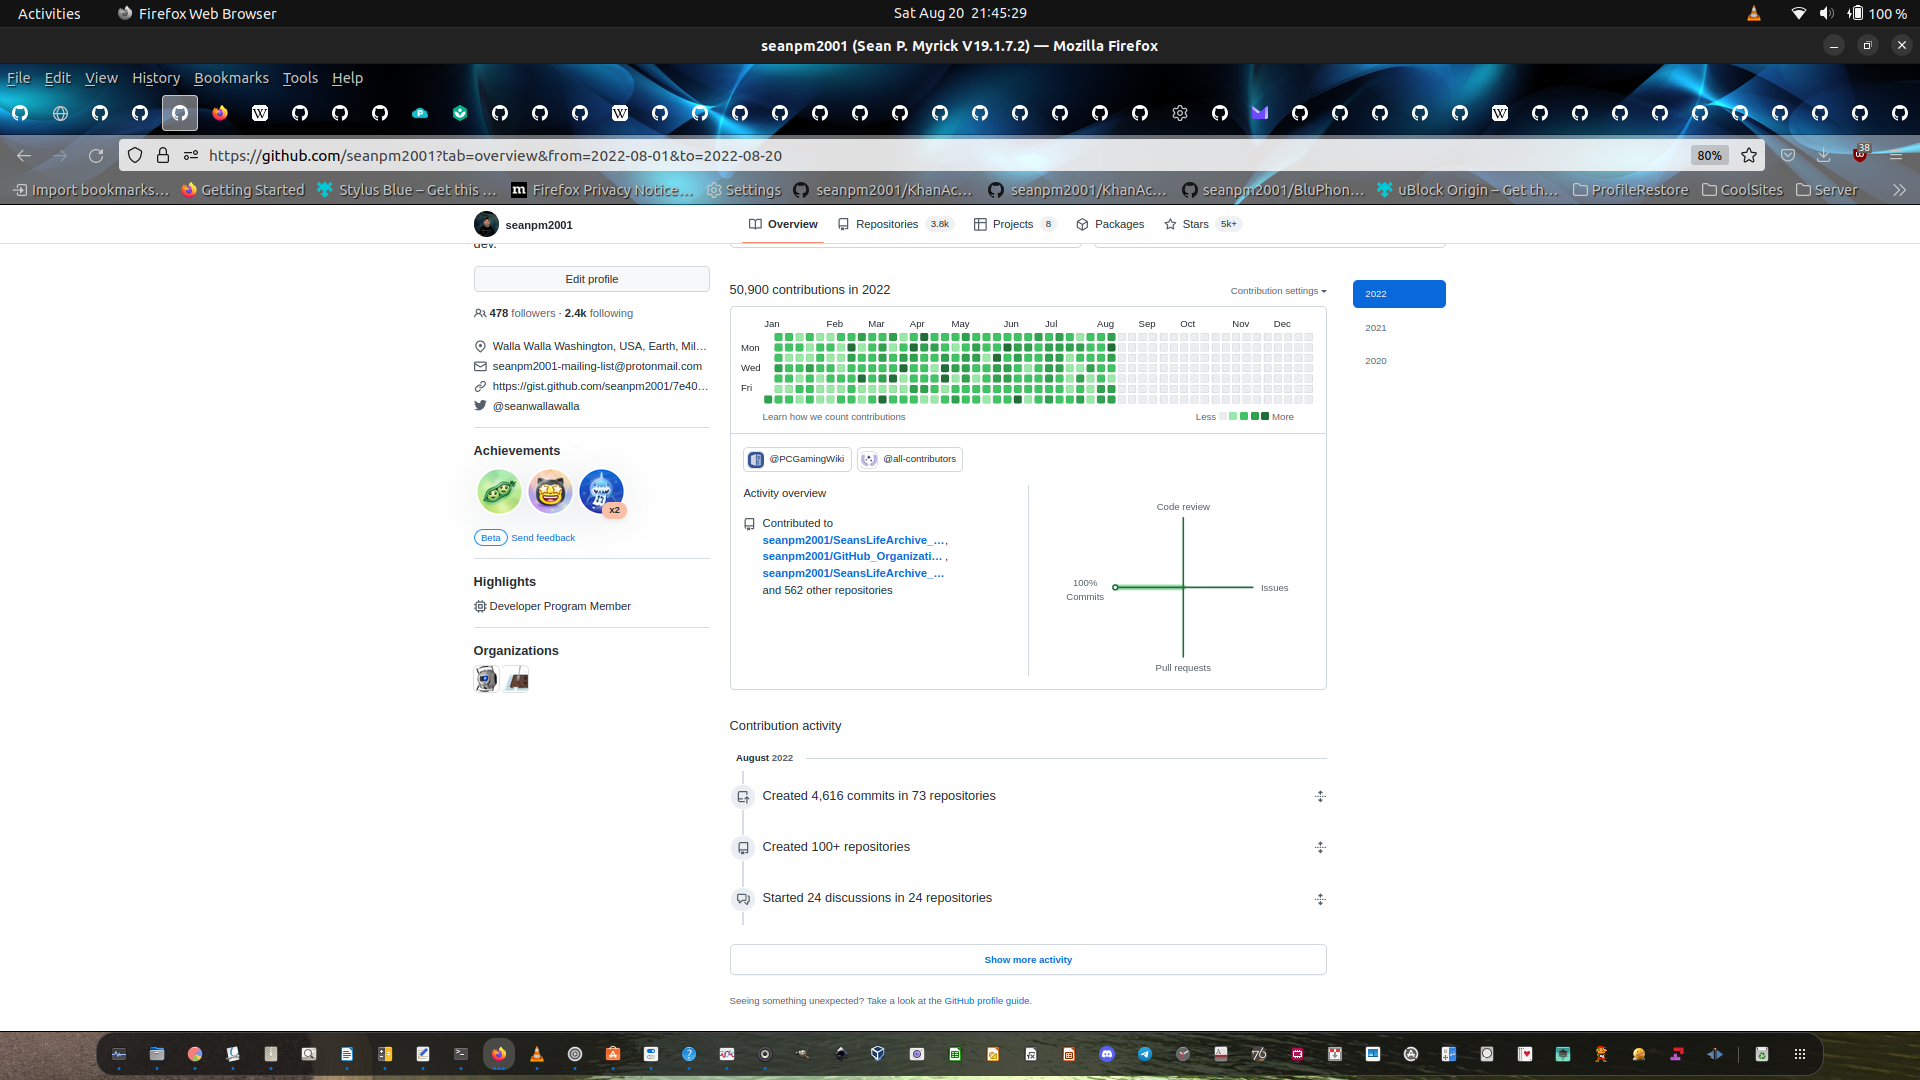 Activities
Firefox Web Browser
Sat Aug 20 21:45:29
100 %
seanpm2001 (Sean P. Myrick V19.1.7.2) — Mozilla Firefox
File Edit View History Bookmarks Tools Help
https://github.com/seanpm2001?tab=overview&from=2022-08-01&to=2022-08-20
80%
38
Import bookmarks…
Getting Started
Stylus Blue – Get this …
Firefox Privacy Notice…
Settings
seanpm2001/KhanAc…
seanpm2001/KhanAc…
seanpm2001/BluPhon…
uBlock Origin – Get th…
ProfileRestore
CoolSites
Server
seanpm2001
Overview
Repositories 3.8k
Projects 8
Packages
Stars 5k+
dev.
Edit profile
478 followers · 2.4k following
Walla Walla Washington, USA, Earth, Mil…
seanpm2001-mailing-list@protonmail.com
https://gist.github.com/seanpm2001/7e40…
@seanwallawalla
Achievements
x2
Beta Send feedback
Highlights
Developer Program Member
Organizations
50,900 contributions in 2022
Contribution settings
Jan Feb Mar Apr May Jun Jul Aug Sep Oct Nov Dec
Mon
Wed
Fri
Learn how we count contributions
Less More
@PCGamingWiki
@all-contributors
Activity overview
Contributed to
seanpm2001/SeansLifeArchive_…,
seanpm2001/GitHub_Organizati… ,
seanpm2001/SeansLifeArchive_…
and 562 other repositories
Code review
100%
Commits
Issues
Pull requests
2022
2021
2020
Contribution activity
August 2022
Created 4,616 commits in 73 repositories
Created 100+ repositories
Started 24 discussions in 24 repositories
Show more activity
Seeing something unexpected? Take a look at the GitHub profile guide.